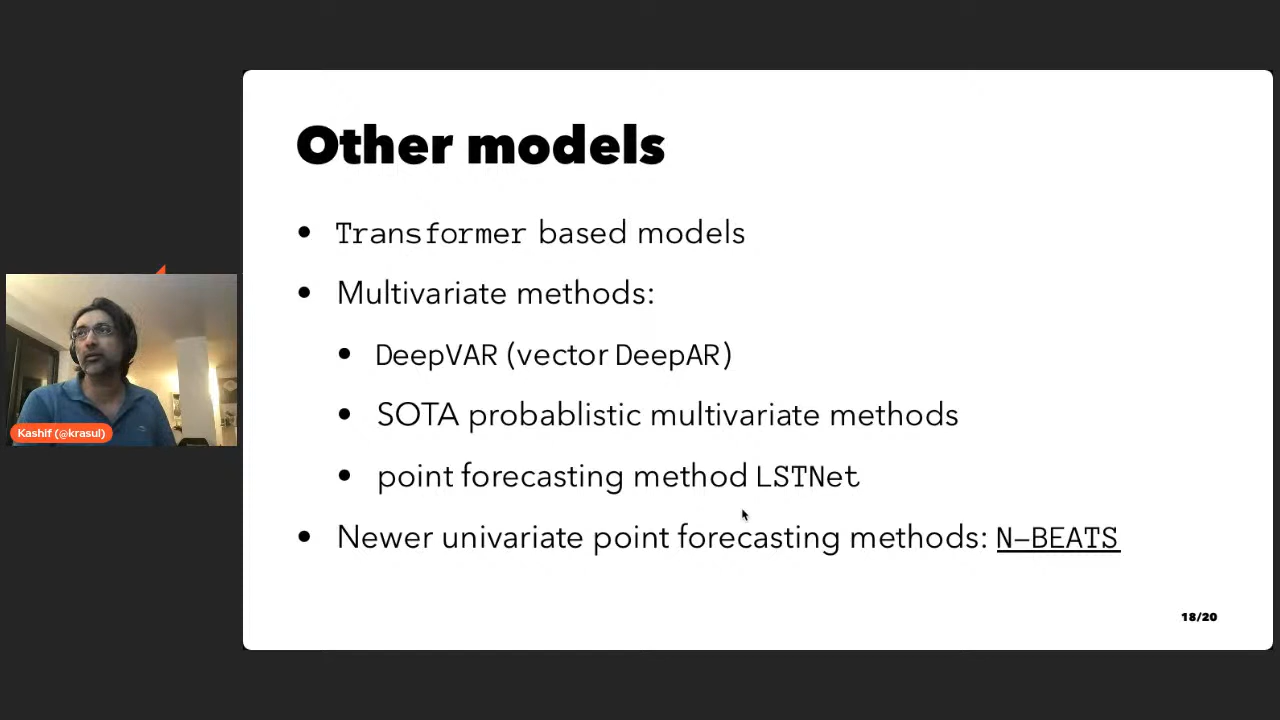 Other models
• Transformer based models
• Multivariate methods:
• DeepVAR (vector DeepAR)
• SOTA probablistic multivariate methods
• point forecasting method LSTNet
• Newer univariate point forecasting methods: N-BEATS
18/20
Kashif (@krasul)